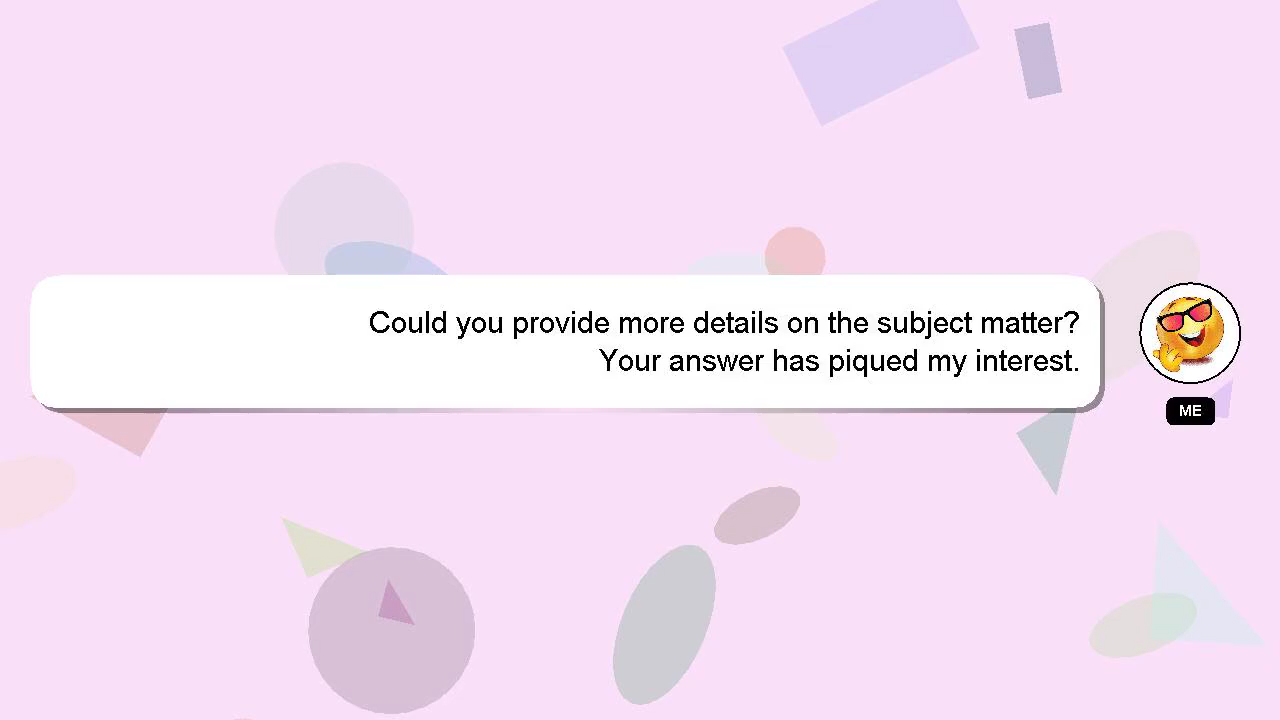 Could you provide more details on the subject matter?
Your answer has piqued my interest.
ME